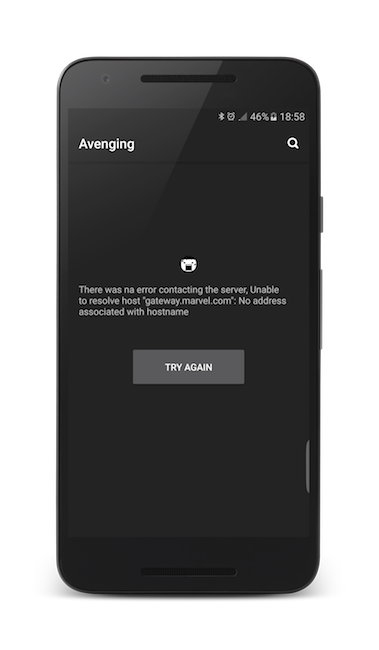 46% 18:58
Avenging
There was na error contacting the server, Unable
to resolve host "gateway.marvel.com": No address
associated with hostname
TRY AGAIN